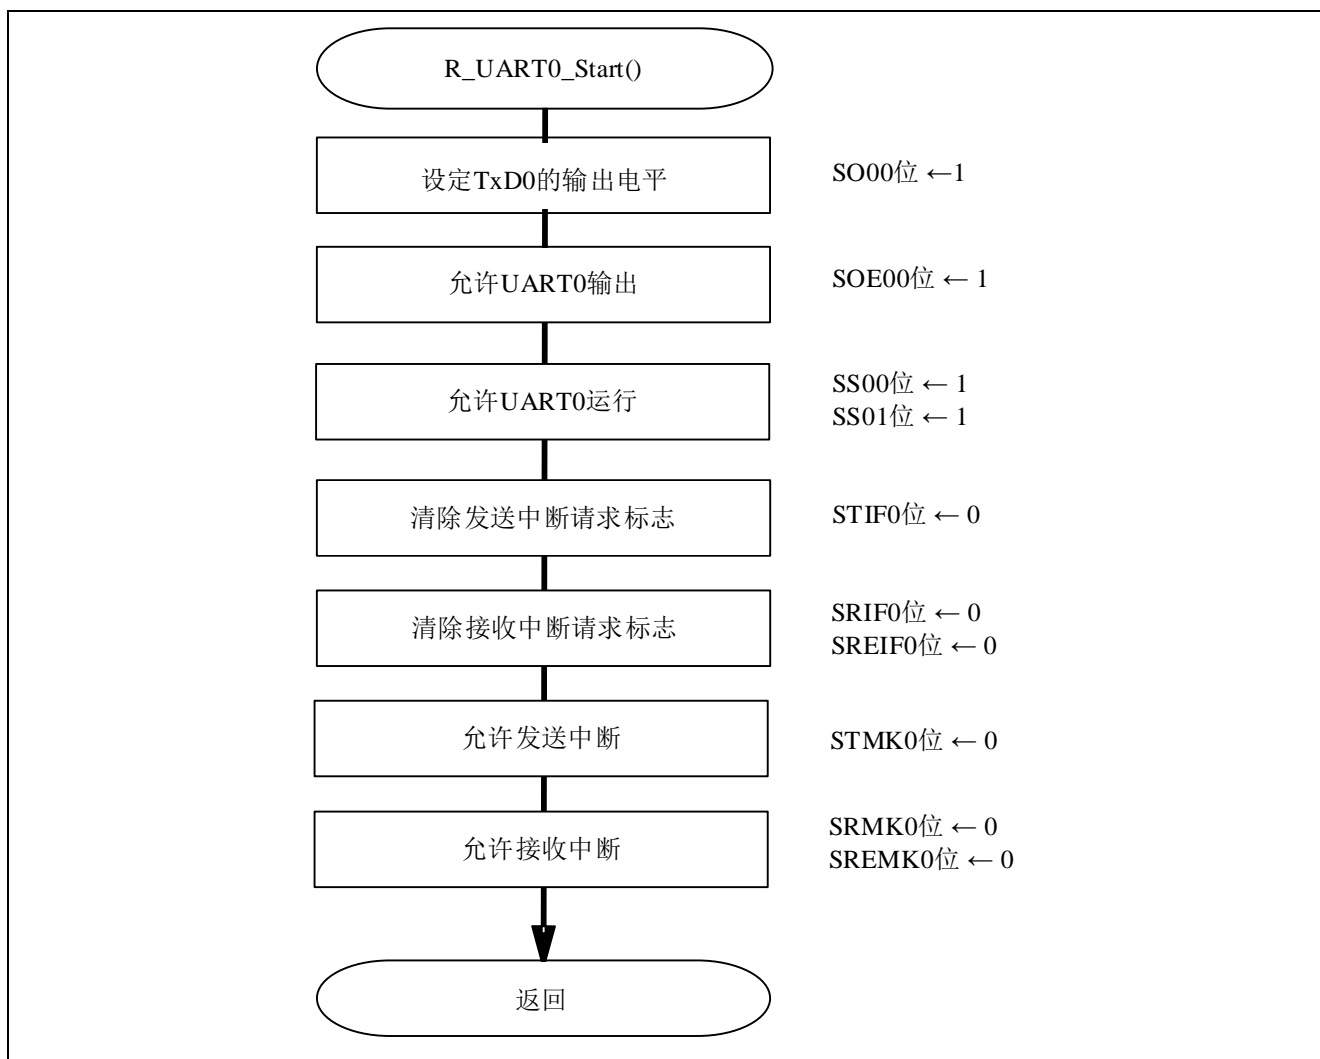 R_UART0_Start()
设定TxD0的输出电平
SO00位 ←1
允许UART0输出
SOE00位 ← 1
允许UART0运行
SS00位 ← 1
SS01位 ← 1
清除发送中断请求标志
STIF0位 ← 0
清除接收中断请求标志
SRIF0位 ← 0
SREIF0位 ← 0
允许发送中断
STMK0位 ← 0
允许接收中断
SRMK0位 ← 0
SREMK0位 ← 0
返回